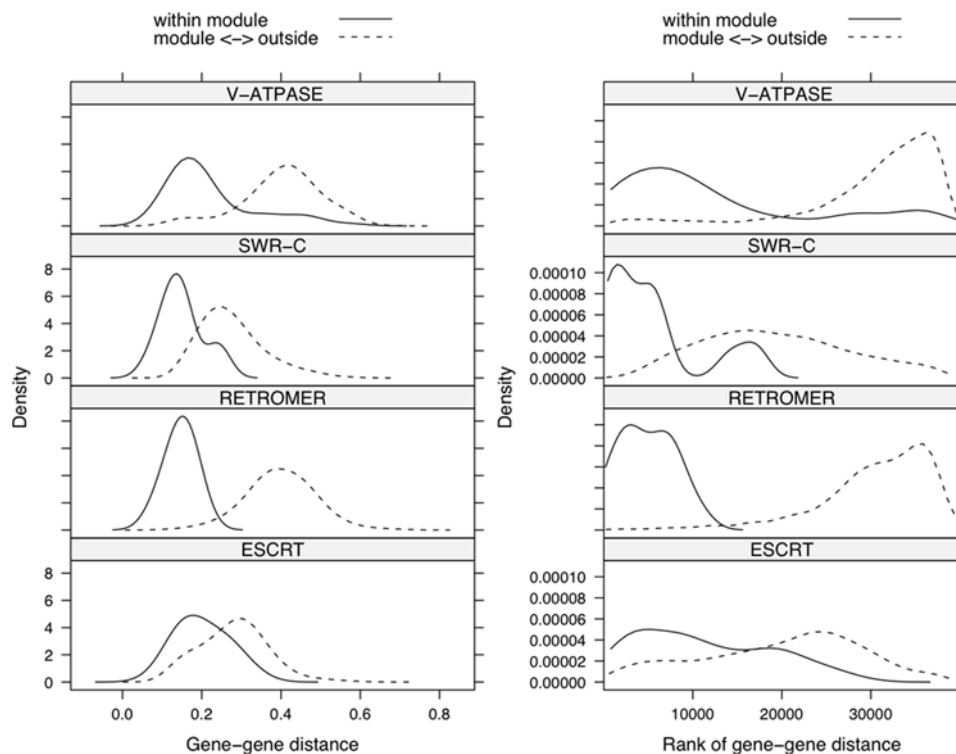 within module
module <-> outside
V-ATPASE
SWR-C
8
6
4
2
0
RETROMER
ESCRT
8
6
4
2
0
Density
0.0 0.2 0.4 0.6 0.8
Gene-gene distance
within module
module <-> outside
V-ATPASE
SWR-C
0.00010
0.00008
0.00006
0.00004
0.00002
0.00000
RETROMER
ESCRT
0.00010
0.00008
0.00006
0.00004
0.00002
0.00000
Density
10000 20000 30000
Rank of gene-gene distance